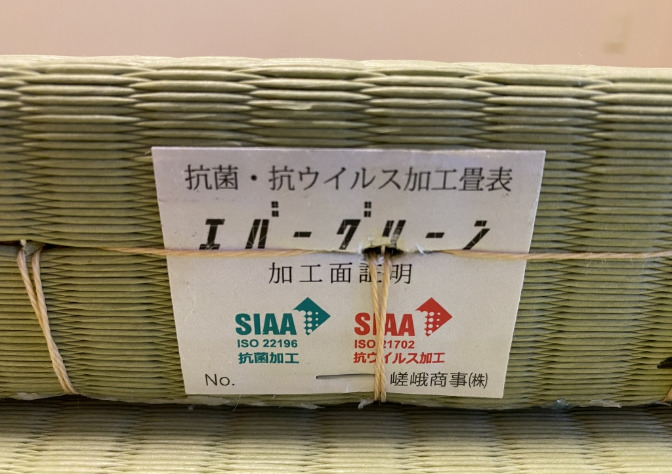 抗菌・抗ウイルス加工畳表
エバーグリーン
加工面証明
SIAA SIAA
ISO 22196 ISO 21702
抗菌加工 抗ウイルス加工
No. 嵯峨商事㈱